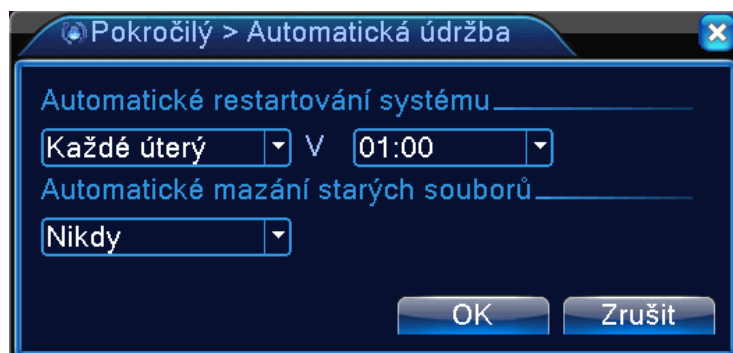 Pokročilý > Automatická údržba
Automatické restartování systému
Každé úterý V 01:00
Automatické mazání starých souborů
Nikdy
OK Zrušit